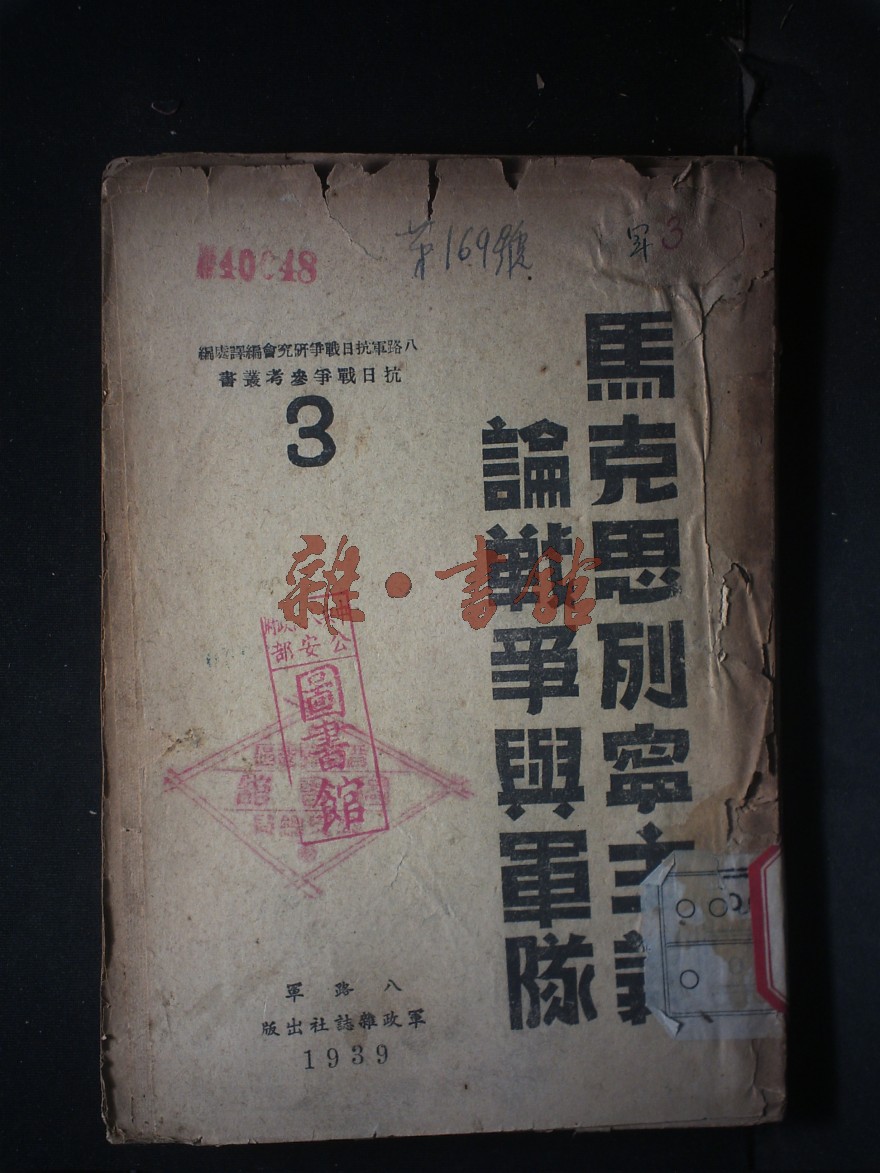 第169號
軍3
馬克思列寧主義
論戰爭與軍隊
八路軍抗日戰爭研究會編譯處編
抗日戰爭參考叢書
3
雜·書館
公安部
圖書館
八路軍
軍政雜誌社出版
1939